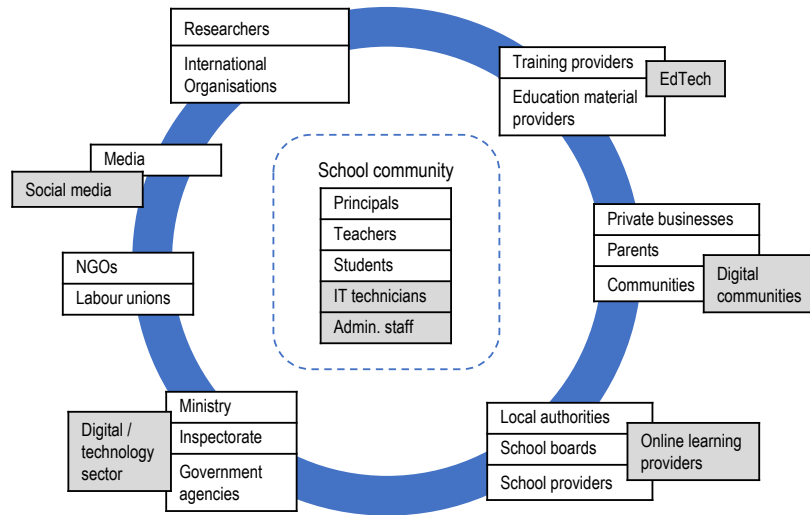 Researchers
International
Organisations
Training providers
Education material
providers
EdTech
Media
Social media
School community
Principals
Teachers
Students
IT technicians
Admin. staff
Private businesses
Parents
Communities
Digital
communities
NGOs
Labour unions
Ministry
Inspectorate
Government
agencies
Digital /
technology
sector
Local authorities
School boards
School providers
Online learning
providers